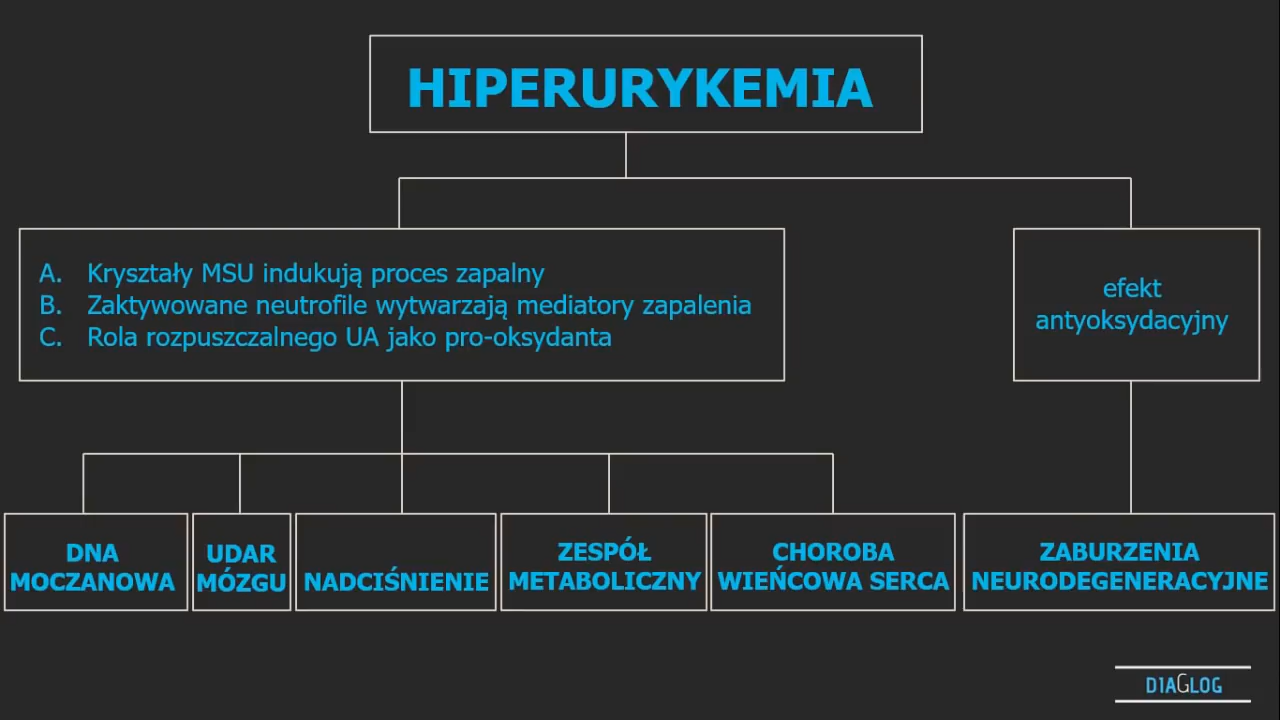 HIPERURYKEMIA
A. Kryształy MSU indukują proces zapalny
B. Zaktywowane neutrofile wytwarzają mediatory zapalenia
C. Rola rozpuszczalnego UA jako pro-oksydanta
efekt
antyoksydacyjny
DNA
MOCZANOWA
UDAR
MÓZGU
NADCIŚNIENIE
ZESPÓŁ
METABOLICZNY
CHOROBA
WIEŃCOWA SERCA
ZABURZENIA
NEURODEGENERACYJNE
DIAGLOG